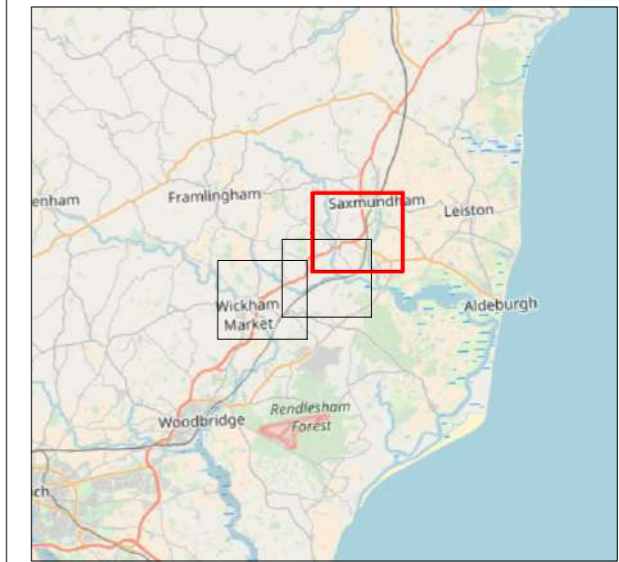 Framlingham
Saxmundham
enham
Leiston
Aldeburgh
Wickham
Market
Rendlesham
Forest
Woodbridge
ch